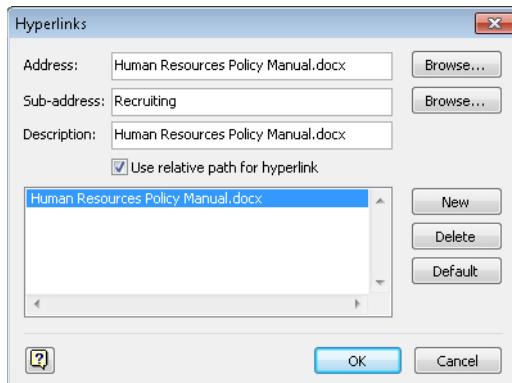 Hyperlinks
Address: Human Resources Policy Manual.docx Browse...
Sub-address: Recruiting Browse...
Description: Human Resources Policy Manual.docx
Use relative path for hyperlink
Human Resources Policy Manual.docx New
Delete
Default
OK Cancel